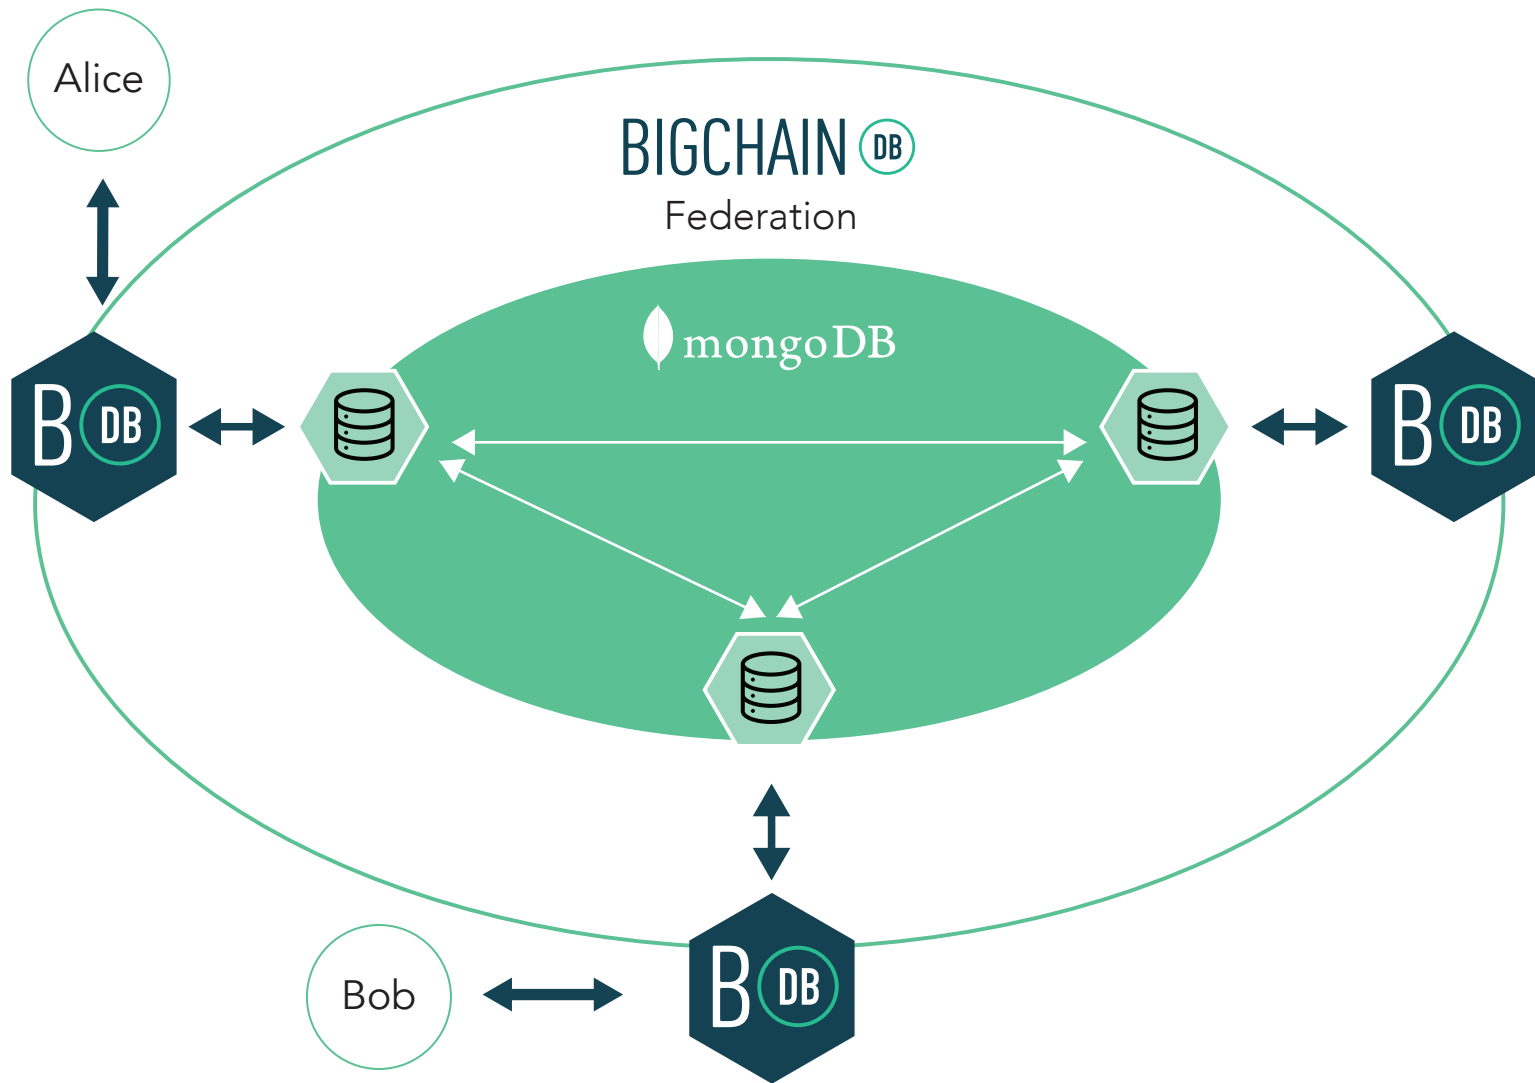 Alice
BIGCHAIN DB
Federation
mongoDB
B DB
B DB
Bob
B DB